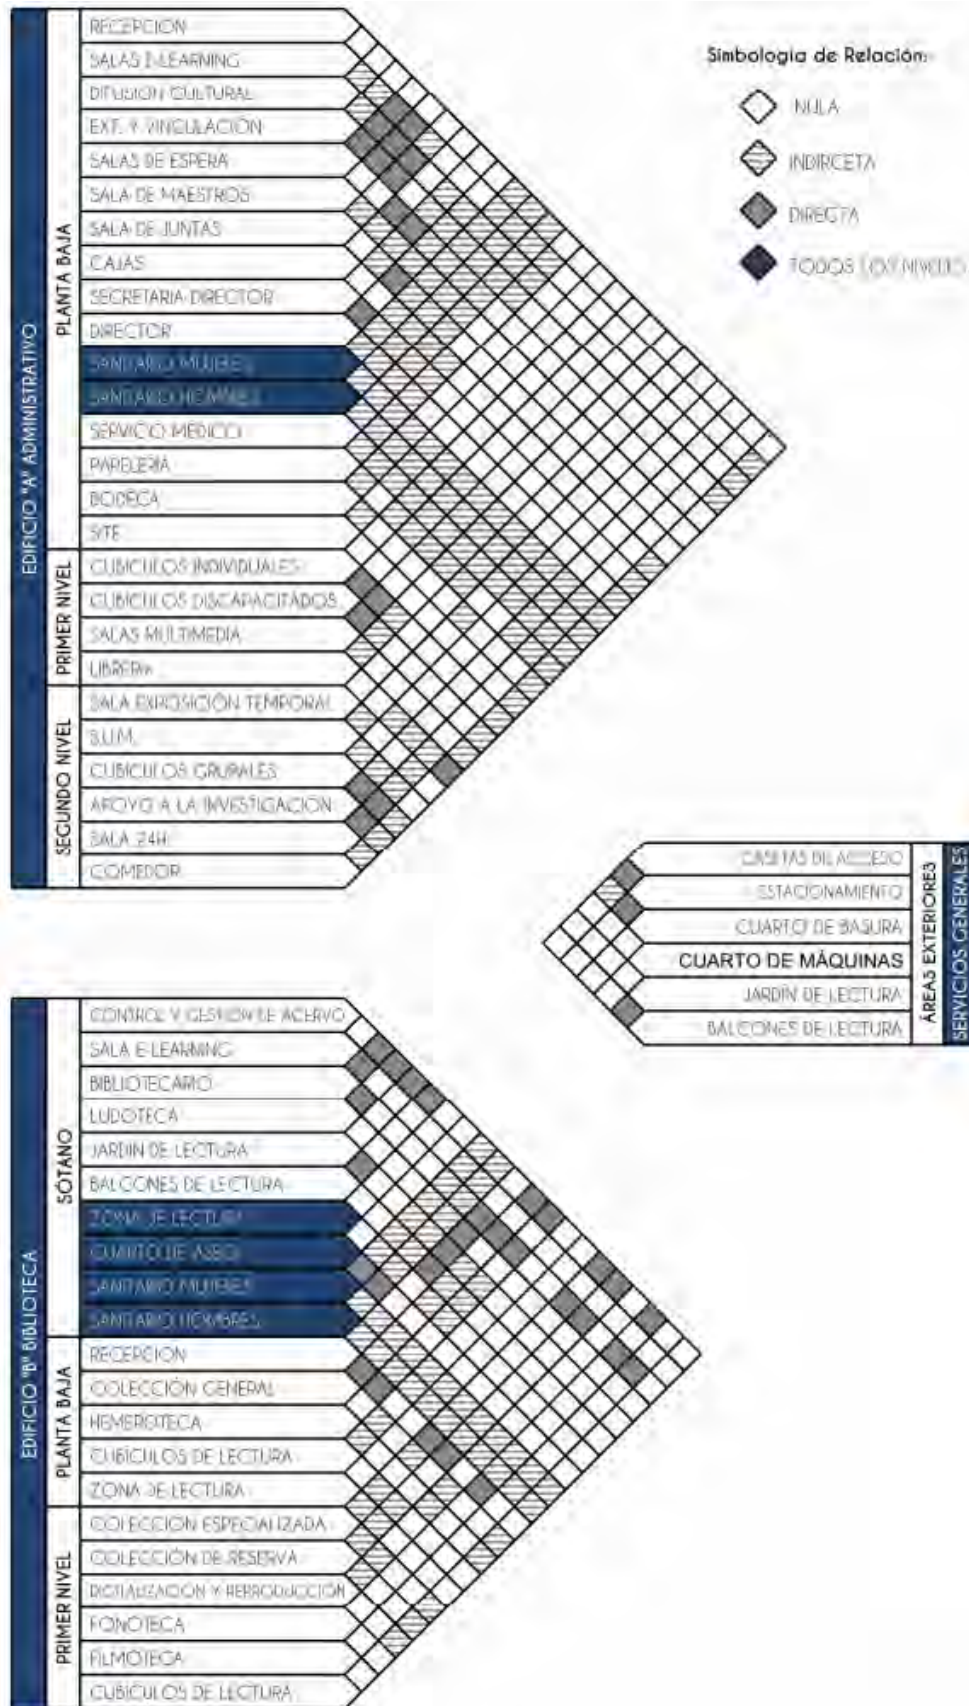 Simbología de Relación:
NULA
INDIRCETA
DIRECTA
TODOS LOS NIVELES
EDIFICIO "A" ADMINISTRATIVO
PLANTA BAJA
RECEPCION
SALAS E-LEARNING
DIFUSION CULTURAL
EXT. Y VINCULACIÓN
SALAS DE ESPERA
SALA DE MAESTROS
SALA DE JUNTAS
CAJAS
SECRETARIA DIRECTOR
DIRECTOR
SANITARIO MUJERES
SANITARIO HOMBRES
SERVICIO MEDICO
PAPELERIA
BODEGA
SITE
PRIMER NIVEL
CUBICULOS INDIVIDUALES
CUBICULOS DISCAPACITADOS
SALAS MULTIMEDIA
LIBRERIA
SEGUNDO NIVEL
SALA EXPOSICIÓN TEMPORAL
S.U.M.
CUBICULOS GRUPALES
APOYO A LA INVESTIGACION
SALA 24H
COMEDOR
SERVICIOS GENERALES
ÁREAS EXTERIORES
CASETAS DE ACCESO
ESTACIONAMIENTO
CUARTO DE BASURA
CUARTO DE MÁQUINAS
JARDIN DE LECTURA
BALCONES DE LECTURA
EDIFICIO "B" BIBLIOTECA
SÓTANO
CONTROL Y GESTION DE ACERVO
SALA E-LEARNING
BIBLIOTECARIO
LUDOTECA
JARDIN DE LECTURA
BALCONES DE LECTURA
ZONA DE LECTURA
CUARTO DE ASEO
SANITARIO MUJERES
SANITARIO HOMBRES
PLANTA BAJA
RECEPCION
COLECCIÓN GENERAL
HEMEROTECA
CUBÍCULOS DE LECTURA
ZONA DE LECTURA
PRIMER NIVEL
COLECCIÓN ESPECIALIZADA
COLECCIÓN DE RESERVA
DIGITALIZACION Y REPRODUCCIÓN
FONOTECA
FILMOTECA
CUBICULOS DE LECTURA